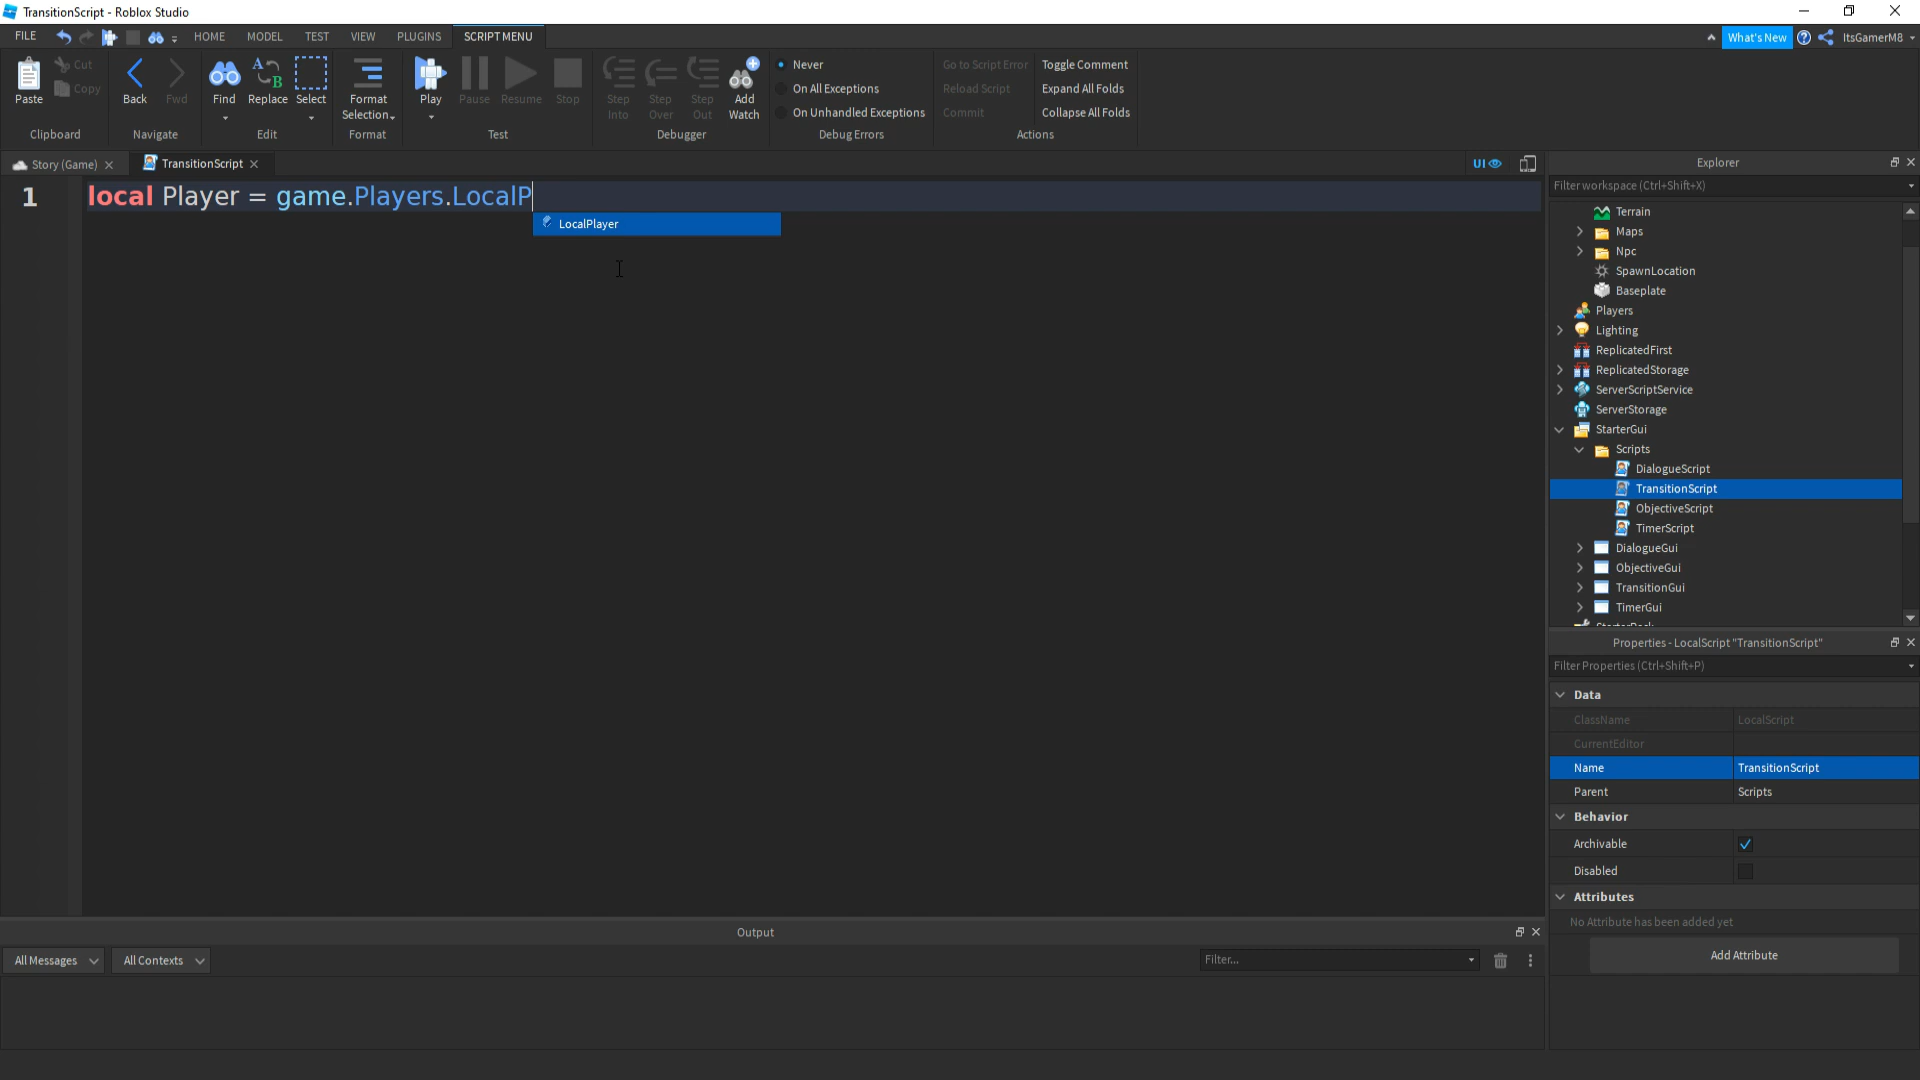 TransitionScript - Roblox Studio
FILE HOME MODEL TEST VIEW PLUGINS SCRIPT MENU What's New ItsGamerM8
Paste Cut Copy Clipboard
Back Fwd Navigate
Find Replace Select Edit
Format Selection Format
Play Pause Resume Stop Test
Step Into Step Over Step Out Add Watch Debugger
Never
On All Exceptions
On Unhandled Exceptions
Debug Errors
Go to Script Error Toggle Comment
Reload Script Expand All Folds
Commit Collapse All Folds
Actions
Story (Game) TransitionScript UI
1 local Player = game.Players.LocalP
LocalPlayer
Explorer
Filter workspace (Ctrl+Shift+X)
Terrain
Maps
Npc
SpawnLocation
Baseplate
Players
Lighting
ReplicatedFirst
ReplicatedStorage
ServerScriptService
ServerStorage
StarterGui
Scripts
DialogueScript
TransitionScript
ObjectiveScript
TimerScript
DialogueGui
ObjectiveGui
TransitionGui
TimerGui
Properties - LocalScript "TransitionScript"
Filter Properties (Ctrl+Shift+P)
Data
ClassName LocalScript
CurrentEditor
Name TransitionScript
Parent Scripts
Behavior
Archivable
Disabled
Attributes
No Attribute has been added yet
Add Attribute
Output
All Messages All Contexts Filter...